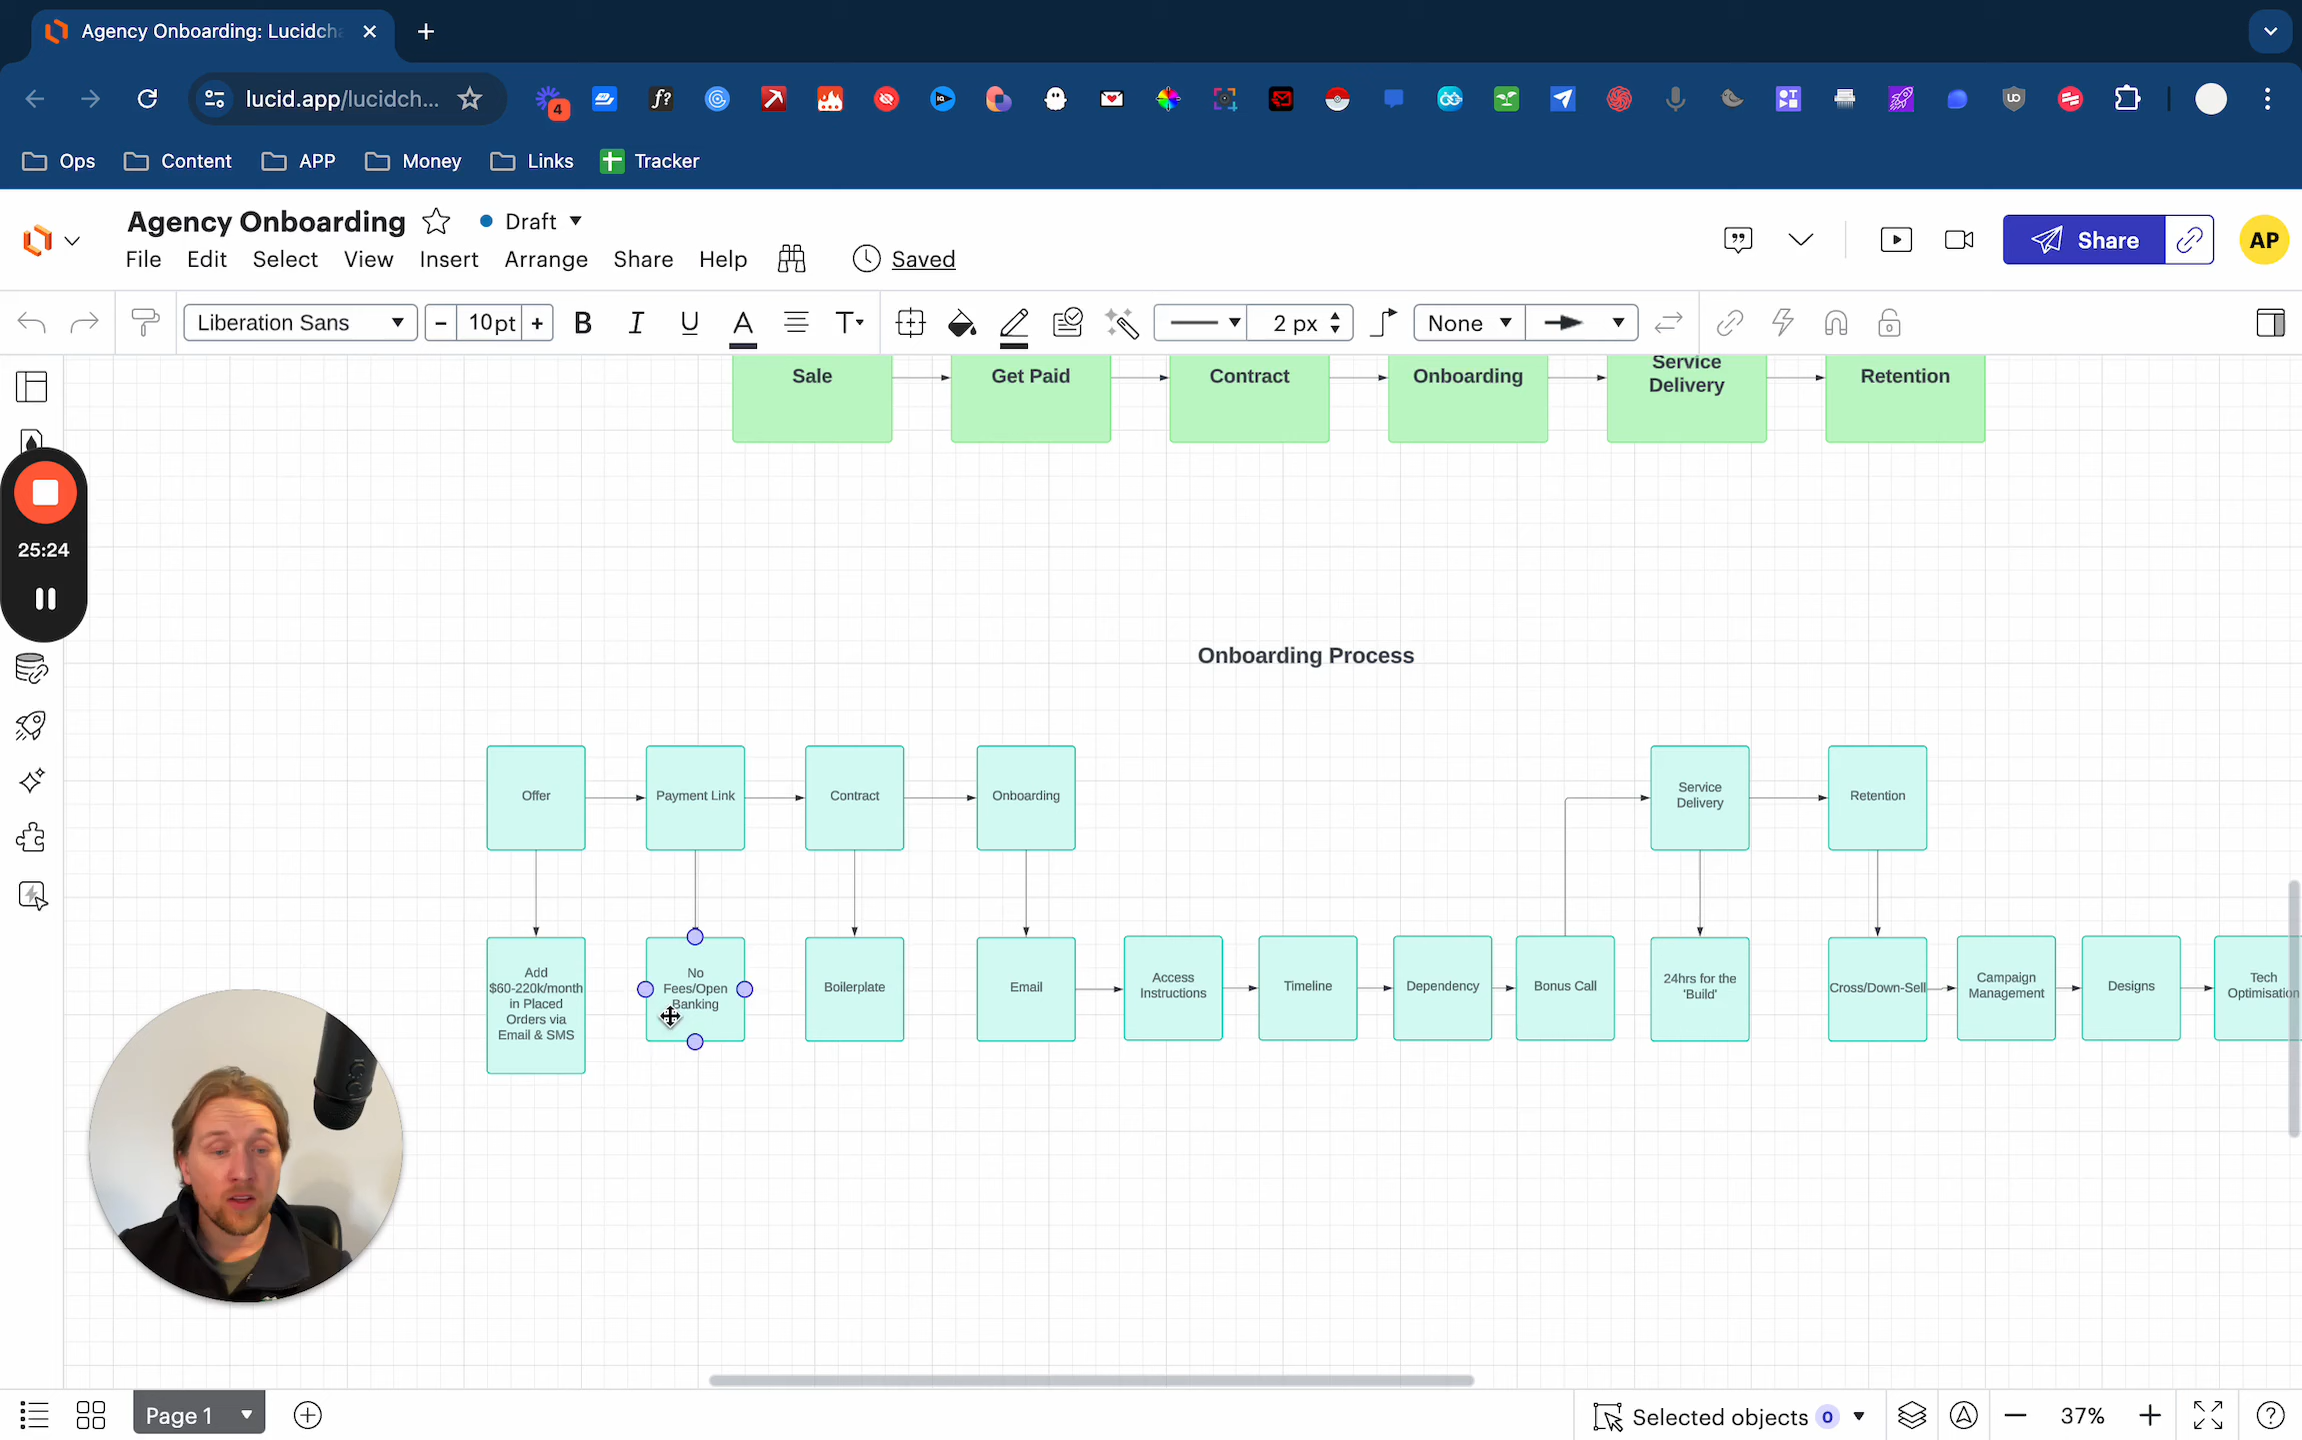 Agency Onboarding: Lucidch
lucid.app/lucidch...
4
Ops
Content
APP
Money
Links
Tracker
Agency Onboarding
Draft
File
Edit
Select
View
Insert
Arrange
Share
Help
Saved
Share
AP
Liberation Sans
10pt
B
I
U
A
T
2 px
None
Sale
Get Paid
Contract
Onboarding
Service
Delivery
Retention
25:24
Onboarding Process
Offer
Payment Link
Contract
Onboarding
Service
Delivery
Retention
Add
$60-220k/month
in Placed
Orders via
Email & SMS
No
Fees/Open
Banking
Boilerplate
Email
Access
Instructions
Timeline
Dependency
Bonus Call
24hrs for the
'Build'
Cross/Down-Sell
Campaign
Management
Designs
Tech
Optimisation
Page 1
Selected objects
0
37%